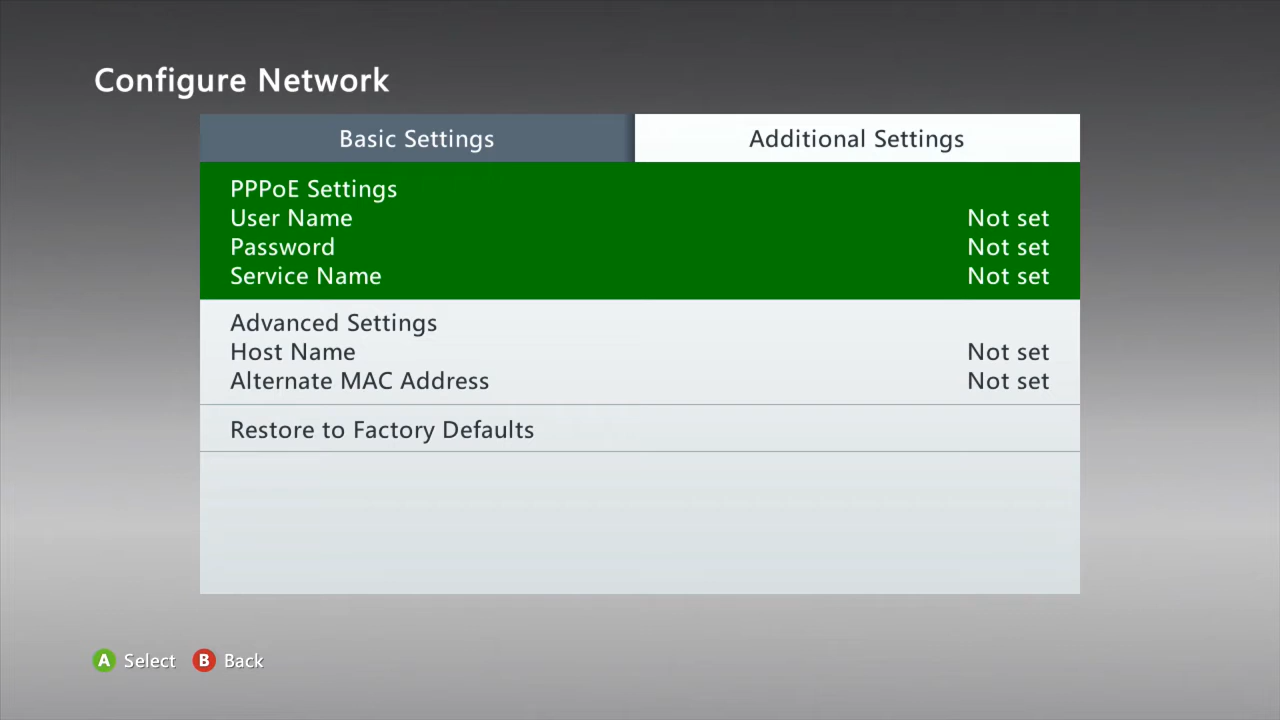 Configure Network
Basic Settings
Additional Settings
PPPoE Settings
User Name Not set
Password Not set
Service Name Not set
Advanced Settings
Host Name Not set
Alternate MAC Address Not set
Restore to Factory Defaults
A Select B Back